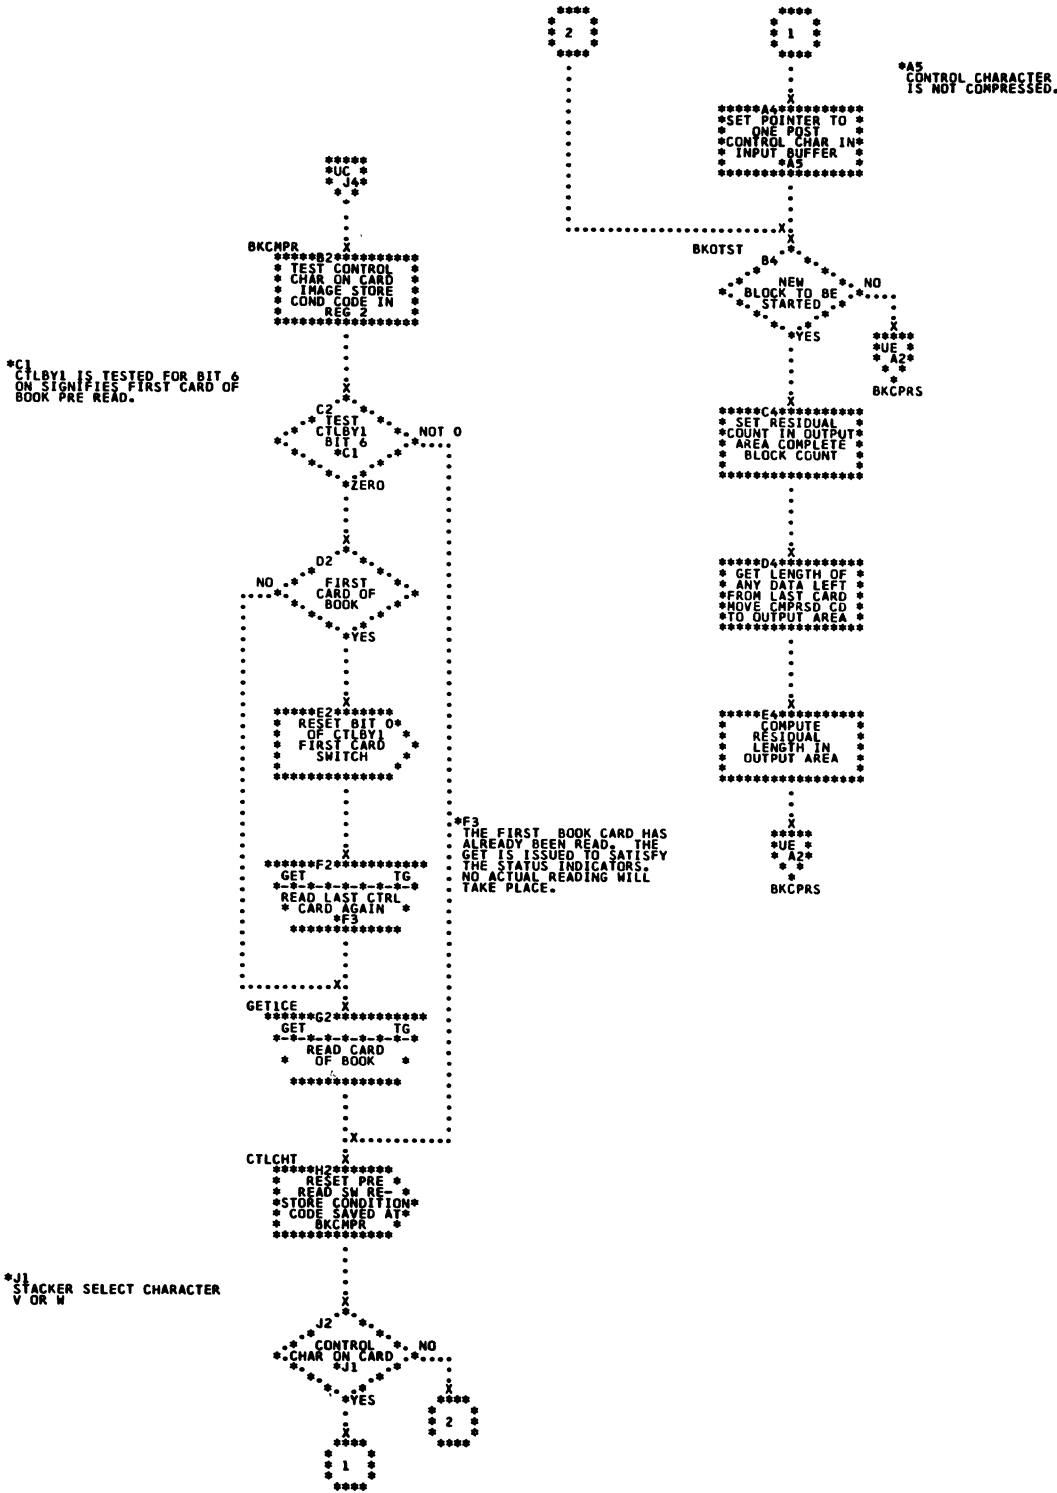 2
1
*A5
CONTROL CHARACTER
IS NOT COMPRESSED.
A4
SET POINTER TO
ONE POST
CONTROL CHAR IN
INPUT BUFFER
*A5
UC
J4
BKCMPR
B2
TEST CONTROL
CHAR ON CARD
IMAGE STORE
COND CODE IN
REG 2
BKOTST
B4
NEW
BLOCK TO BE
STARTED
NO
YES
UE
A2
BKCPRS
*C1
CTLBY1 IS TESTED FOR BIT 6
ON SIGNIFIES FIRST CARD OF
BOOK PRE READ.
C2
TEST
CTLBY1
BIT 6
*C1
NOT 0
ZERO
C4
SET RESIDUAL
COUNT IN OUTPUT
AREA COMPLETE
BLOCK COUNT
D2
FIRST
CARD OF
BOOK
NO
YES
D4
GET LENGTH OF
ANY DATA LEFT
FROM LAST CARD
MOVE CMPRSD CD
TO OUTPUT AREA
E2
RESET BIT 0
OF CTLBY1
FIRST CARD
SWITCH
E4
COMPUTE
RESIDUAL
LENGTH IN
OUTPUT AREA
*F3
THE FIRST BOOK CARD HAS
ALREADY BEEN READ. THE
GET IS ISSUED TO SATISFY
THE STATUS INDICATORS.
NO ACTUAL READING WILL
TAKE PLACE.
UE
A2
BKCPRS
F2
GET TG
READ LAST CTRL
CARD AGAIN
*F3
GET1CE
G2
GET TG
READ CARD
OF BOOK
CTLCHT
H2
RESET PRE
READ SW RE-
STORE CONDITION
CODE SAVED AT
BKCMPR
*J1
STACKER SELECT CHARACTER
V OR W
J2
CONTROL
CHAR ON CARD
*J1
NO
YES
2
1